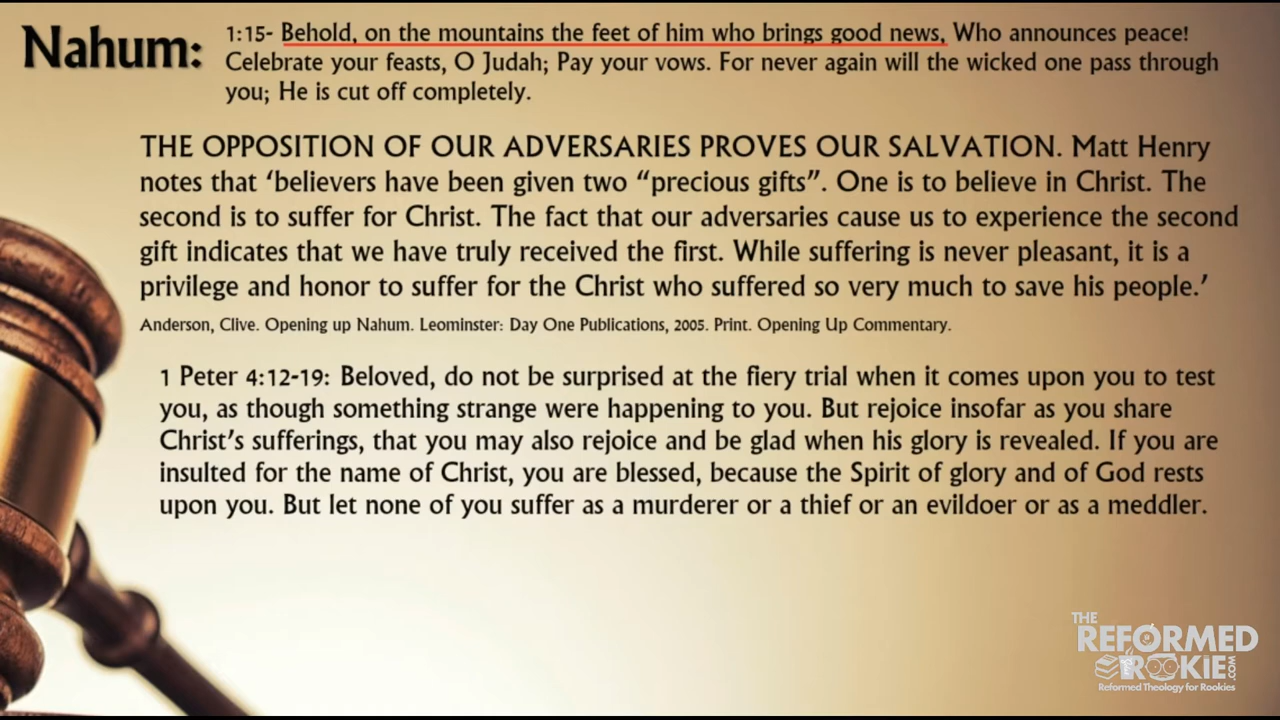 Nahum:
1:15- Behold, on the mountains the feet of him who brings good news, Who announces peace!
Celebrate your feasts, O Judah; Pay your vows. For never again will the wicked one pass through
you; He is cut off completely.
THE OPPOSITION OF OUR ADVERSARIES PROVES OUR SALVATION. Matt Henry
notes that ‘believers have been given two “precious gifts”. One is to believe in Christ. The
second is to suffer for Christ. The fact that our adversaries cause us to experience the second
gift indicates that we have truly received the first. While suffering is never pleasant, it is a
privilege and honor to suffer for the Christ who suffered so very much to save his people.’
Anderson, Clive. Opening up Nahum. Leominster: Day One Publications, 2005. Print. Opening Up Commentary.
1 Peter 4:12-19: Beloved, do not be surprised at the fiery trial when it comes upon you to test
you, as though something strange were happening to you. But rejoice insofar as you share
Christ’s sufferings, that you may also rejoice and be glad when his glory is revealed. If you are
insulted for the name of Christ, you are blessed, because the Spirit of glory and of God rests
upon you. But let none of you suffer as a murderer or a thief or an evildoer or as a meddler.
THE
REFORMED
ROOKIE.COM
Reformed Theology for Rookies